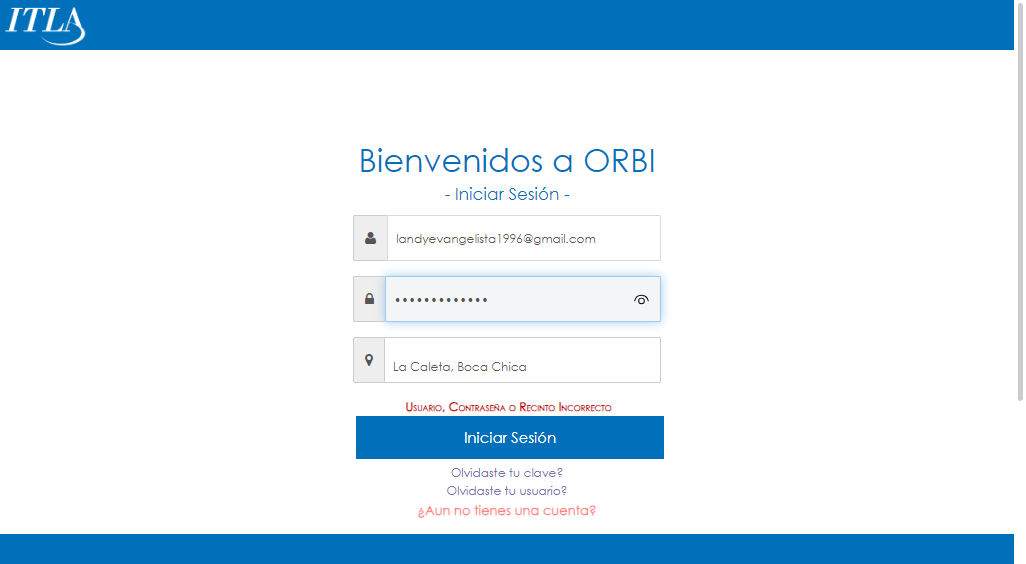 ITLA
Bienvenidos a ORBI
- Iniciar Sesión -
landyevangelista1996@gmail.com
•••••••••••••
La Caleta, Boca Chica
Usuario, Contraseña o Recinto Incorrecto
Iniciar Sesión
Olvidaste tu clave?
Olvidaste tu usuario?
¿Aun no tienes una cuenta?